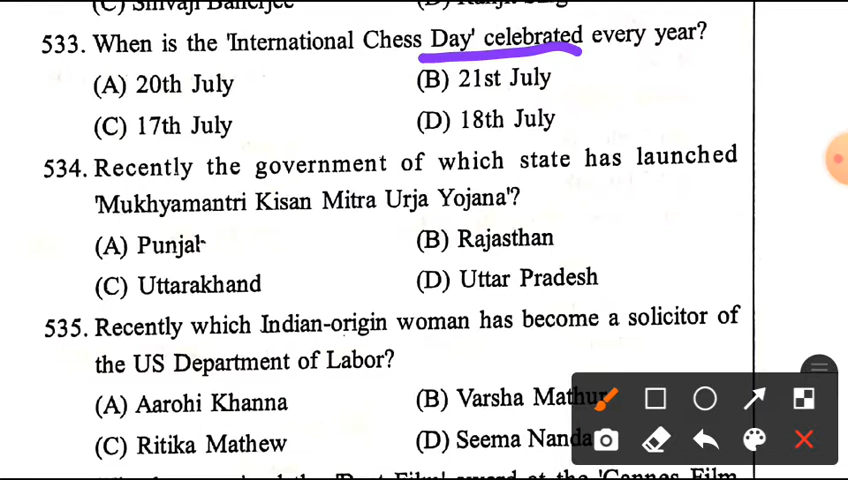 (C) Shivaji Banerjee
533. When is the 'International Chess Day' celebrated every year?
(A) 20th July (B) 21st July
(C) 17th July (D) 18th July
534. Recently the government of which state has launched
'Mukhyamantri Kisan Mitra Urja Yojana'?
(A) Punjab (B) Rajasthan
(C) Uttarakhand (D) Uttar Pradesh
535. Recently which Indian-origin woman has become a solicitor of
the US Department of Labor?
(A) Aarohi Khanna (B) Varsha Mathur
(C) Ritika Mathew (D) Seema Nanda